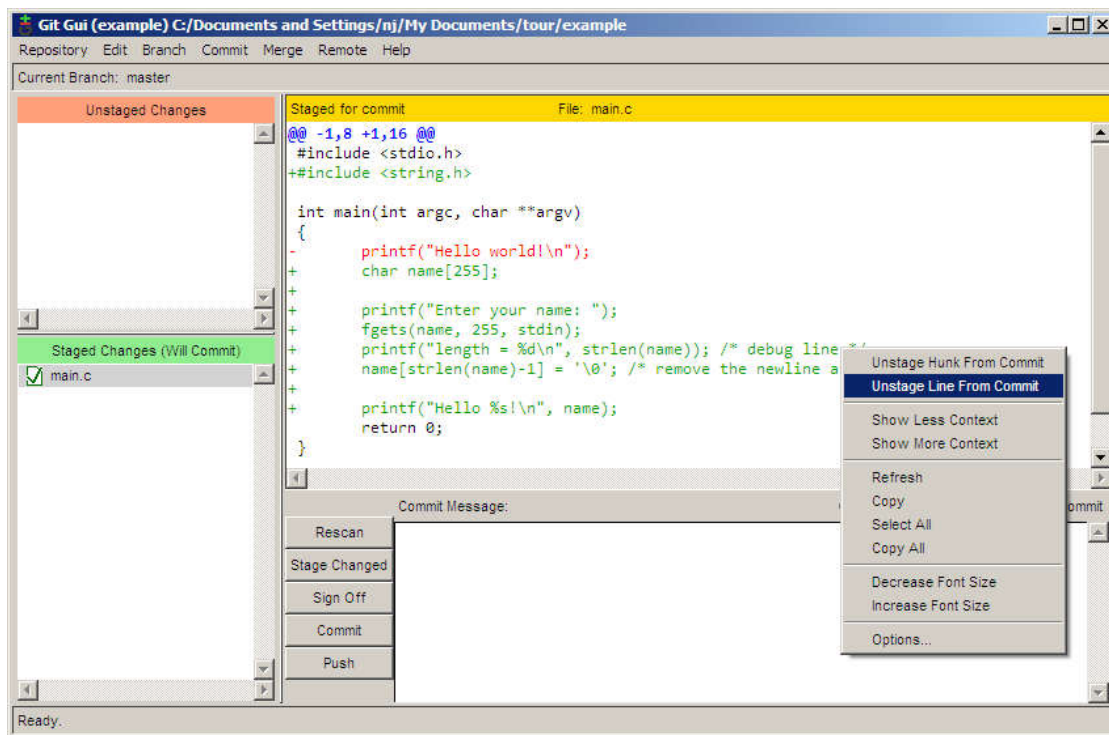 Git Gui (example) C:/Documents and Settings/nj/My Documents/tour/example
Repository Edit Branch Commit Merge Remote Help
Current Branch: master
Unstaged Changes
Staged for commit File: main.c
@@ -1,8 +1,16 @@
 #include <stdio.h>
+#include <string.h>
 int main(int argc, char **argv)
 {
-       printf("Hello world!\n");
+       char name[255];
+
+       printf("Enter your name: ");
+       fgets(name, 255, stdin);
+       printf("length = %d\n", strlen(name)); /* debug line */
+       name[strlen(name)-1] = '\0'; /* remove the newline a
+
+       printf("Hello %s!\n", name);
        return 0;
 }
Staged Changes (Will Commit)
main.c
Unstage Hunk From Commit
Unstage Line From Commit
Show Less Context
Show More Context
Refresh
Copy
Select All
Copy All
Decrease Font Size
Increase Font Size
Options...
Commit Message:
Rescan
Stage Changed
Sign Off
Commit
Push
Ready.